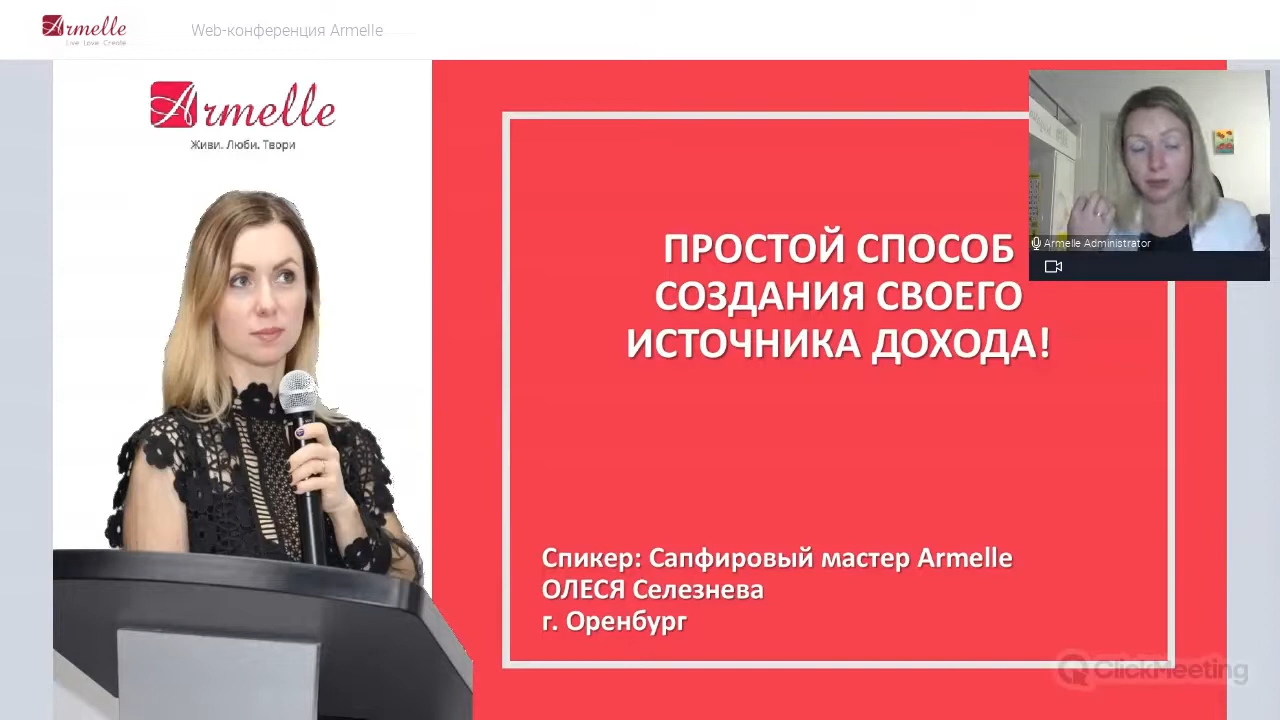 Armelle
Live. Love. Create
Web-конференция Armelle
Armelle
Живи. Люби. Твори
ПРОСТОЙ СПОСОБ
СОЗДАНИЯ СВОЕГО
ИСТОЧНИКА ДОХОДА!
Armelle Administrator
Спикер: Сапфировый мастер Armelle
ОЛЕСЯ Селезнева
г. Оренбург
ClickMeeting